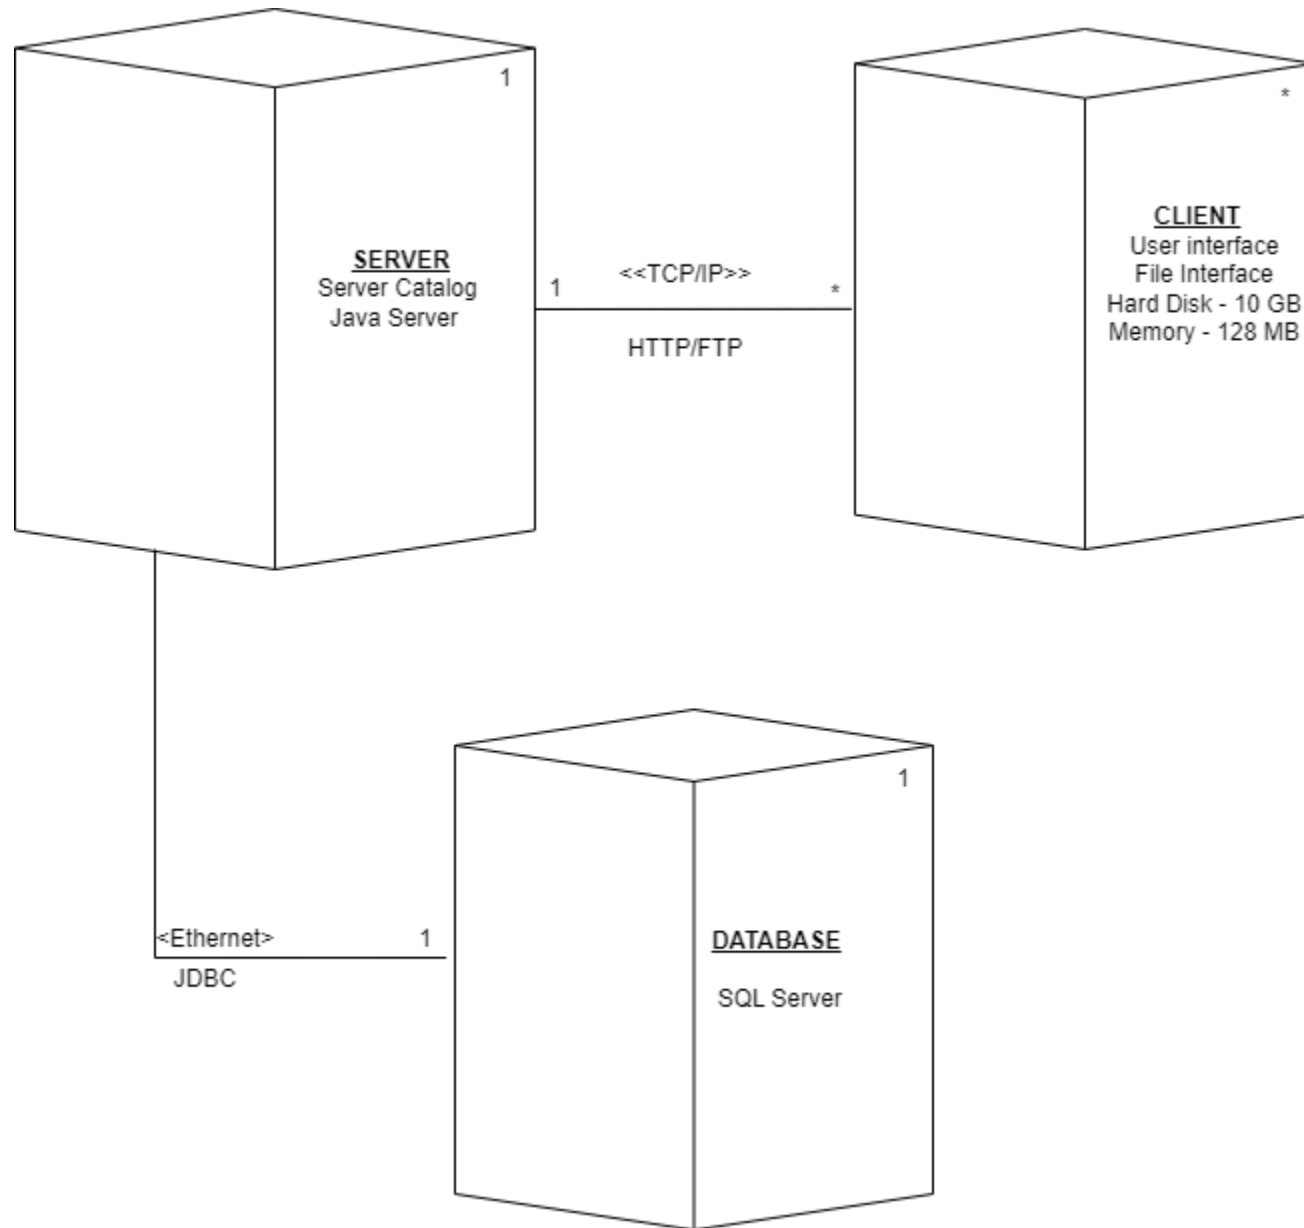 1
SERVER
Server Catalog
Java Server
1
<<TCP/IP>>
*
HTTP/FTP
*
CLIENT
User interface
File Interface
Hard Disk - 10 GB
Memory - 128 MB
<Ethernet>
1
JDBC
1
DATABASE
SQL Server